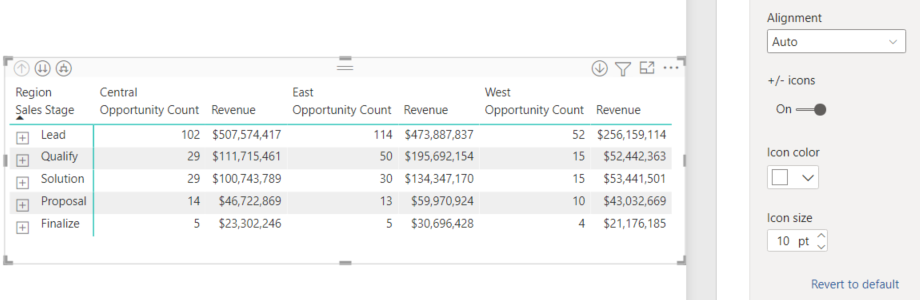 Region Central East West
Sales Stage Opportunity Count Revenue Opportunity Count Revenue Opportunity Count Revenue
Lead 102 $507,574,417 114 $473,887,837 52 $256,159,114
Qualify 29 $111,715,461 50 $195,692,154 15 $52,442,363
Solution 29 $100,743,789 30 $134,347,170 15 $53,441,501
Proposal 14 $46,722,869 13 $59,970,924 10 $43,032,669
Finalize 5 $23,302,246 5 $30,696,428 4 $21,176,185
Alignment
Auto
+/- icons
On
Icon color
Icon size
10 pt
Revert to default